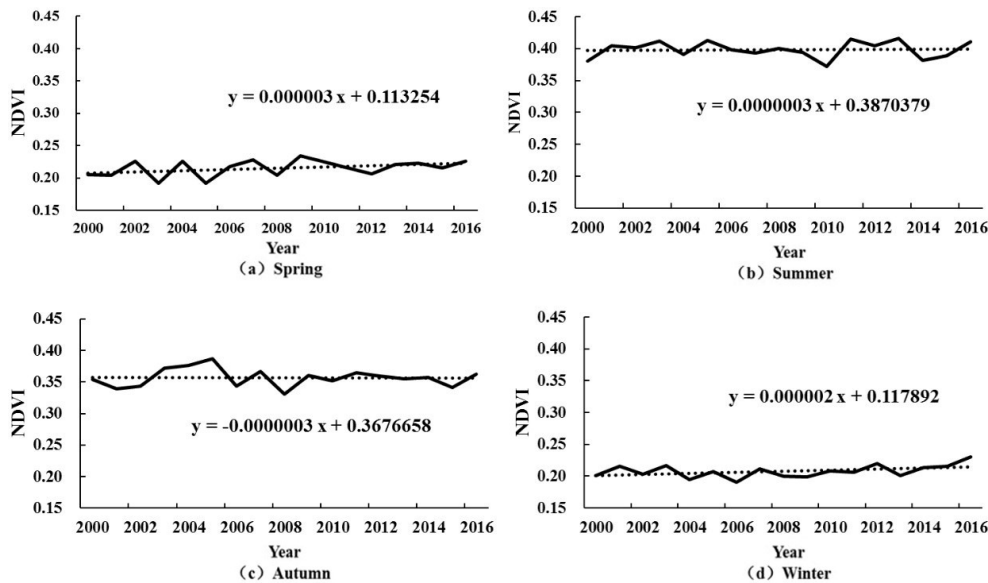 0.45
0.40
0.35
0.30
0.25
0.20
0.15
NDVI
y = 0.000003 x + 0.113254
2000 2002 2004 2006 2008 2010 2012 2014 2016
Year
（a）Spring
0.45
0.40
0.35
0.30
0.25
0.20
0.15
NDVI
y = 0.0000003 x + 0.3870379
2000 2002 2004 2006 2008 2010 2012 2014 2016
Year
（b）Summer
0.45
0.40
0.35
0.30
0.25
0.20
0.15
NDVI
y = -0.0000003 x + 0.3676658
2000 2002 2004 2006 2008 2010 2012 2014 2016
Year
（c）Autumn
0.45
0.40
0.35
0.30
0.25
0.20
0.15
NDVI
y = 0.000002 x + 0.117892
2000 2002 2004 2006 2008 2010 2012 2014 2016
Year
（d）Winter